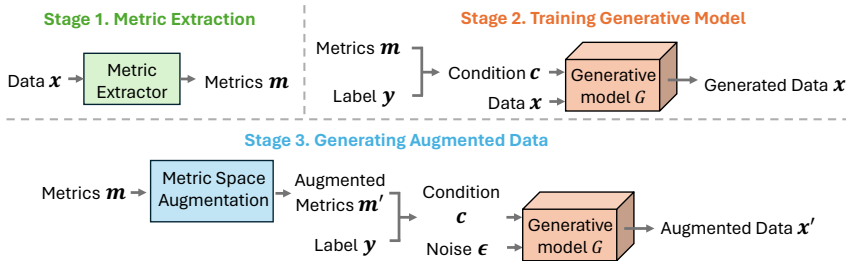 Stage 1. Metric Extraction
Data x
Metric
Extractor
Metrics m
Stage 2. Training Generative Model
Metrics m
Label y
Condition c
Data x
Generative
model G
Generated Data x
Stage 3. Generating Augmented Data
Metrics m
Metric Space
Augmentation
Augmented
Metrics m′
Label y
Condition
c
Noise ϵ
Generative
model G
Augmented Data x′